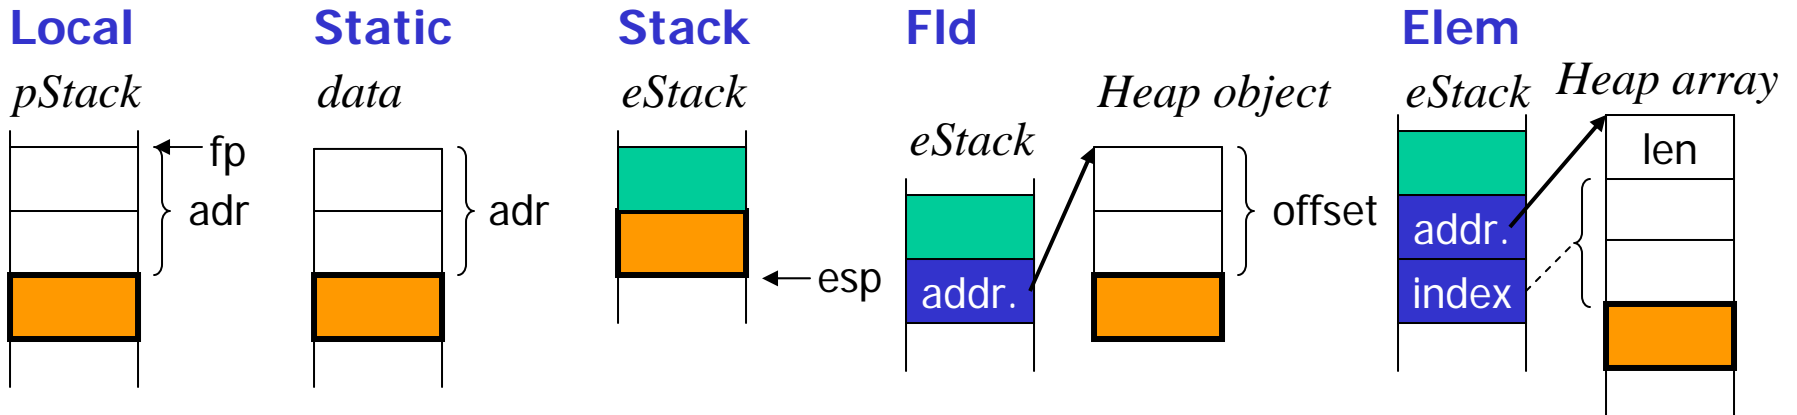 Local
pStack
fp
adr
Static
data
adr
Stack
eStack
esp
Fld
eStack
addr.
Heap object
offset
Elem
eStack
addr.
index
Heap array
len